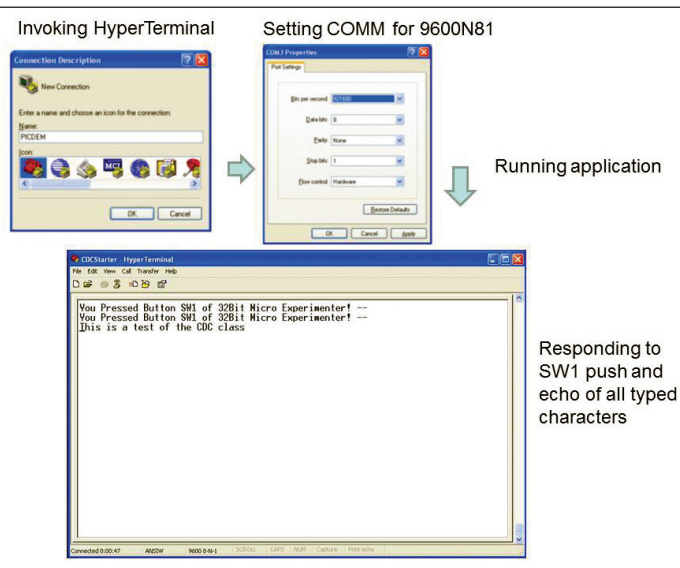 Invoking HyperTerminal
Setting COMM for 9600N81
Connection Description
New Connection
Enter a name and choose an icon for the connection:
Name:
PICDEM
Icon:
MCI
OK Cancel
COM3 Properties
Port Settings
Bits per second: 921600
Data bits: 8
Parity: None
Stop bits: 1
Flow control: Hardware
Restore Defaults
OK Cancel Apply
Running application
CDCStarter - HyperTerminal
File Edit View Call Transfer Help
You Pressed Button SW1 of 32Bit Micro Experimenter! --
You Pressed Button SW1 of 32Bit Micro Experimenter! --
This is a test of the CDC class
Responding to
SW1 push and
echo of all typed
characters
Connected 0:00:47 ANSIW 9600 8-N-1 SCROLL CAPS NUM Capture Print echo